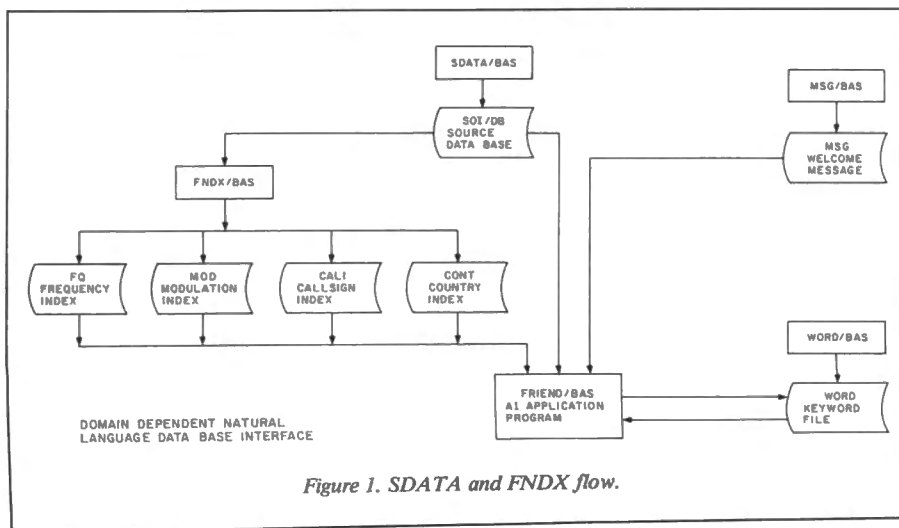 SDATA/BAS
MSG/BAS
SOI/DB
SOURCE
DATA BASE
MSG
WELCOME
MESSAGE
FNDX/BAS
FQ
FREQUENCY
INDEX
MOD
MODULATION
INDEX
CALI
CALLSIGN
INDEX
CONT
COUNTRY
INDEX
WORD/BAS
FRIEND/BAS
A1 APPLICATION
PROGRAM
WORD
KEYWORD
FILE
DOMAIN DEPENDENT NATURAL
LANGUAGE DATA BASE INTERFACE
Figure 1. SDATA and FNDX flow.